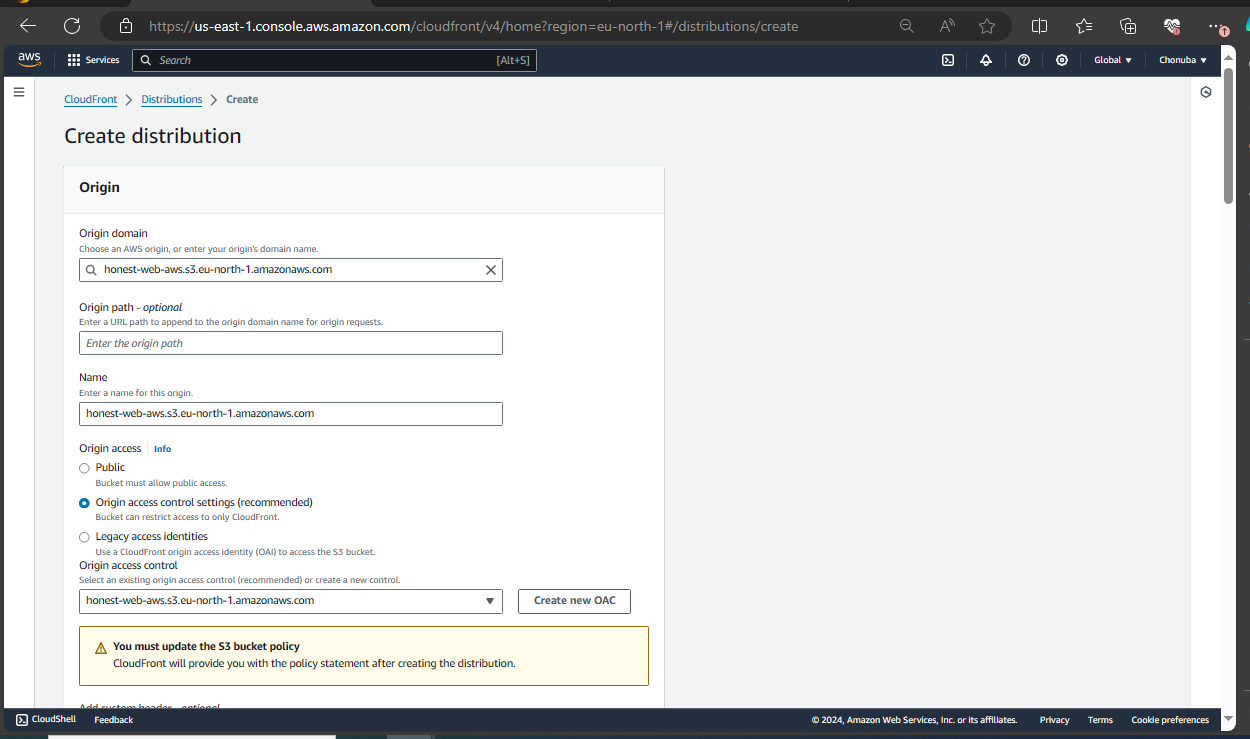 https://us-east-1.console.aws.amazon.com/cloudfront/v4/home?region=eu-north-1#/distributions/create
aws
Services
Search
[Alt+S]
Global
Chonuba
CloudFront
Distributions
Create
Create distribution
Origin
Origin domain
Choose an AWS origin, or enter your origin's domain name.
honest-web-aws.s3.eu-north-1.amazonaws.com
Origin path - optional
Enter a URL path to append to the origin domain name for origin requests.
Enter the origin path
Name
Enter a name for this origin.
honest-web-aws.s3.eu-north-1.amazonaws.com
Origin access
Info
Public
Bucket must allow public access.
Origin access control settings (recommended)
Bucket can restrict access to only CloudFront.
Legacy access identities
Use a CloudFront origin access identity (OAI) to access the S3 bucket.
Origin access control
Select an existing origin access control (recommended) or create a new control.
honest-web-aws.s3.eu-north-1.amazonaws.com
Create new OAC
You must update the S3 bucket policy
CloudFront will provide you with the policy statement after creating the distribution.
Add custom header - optional
CloudShell
Feedback
© 2024, Amazon Web Services, Inc. or its affiliates.
Privacy
Terms
Cookie preferences